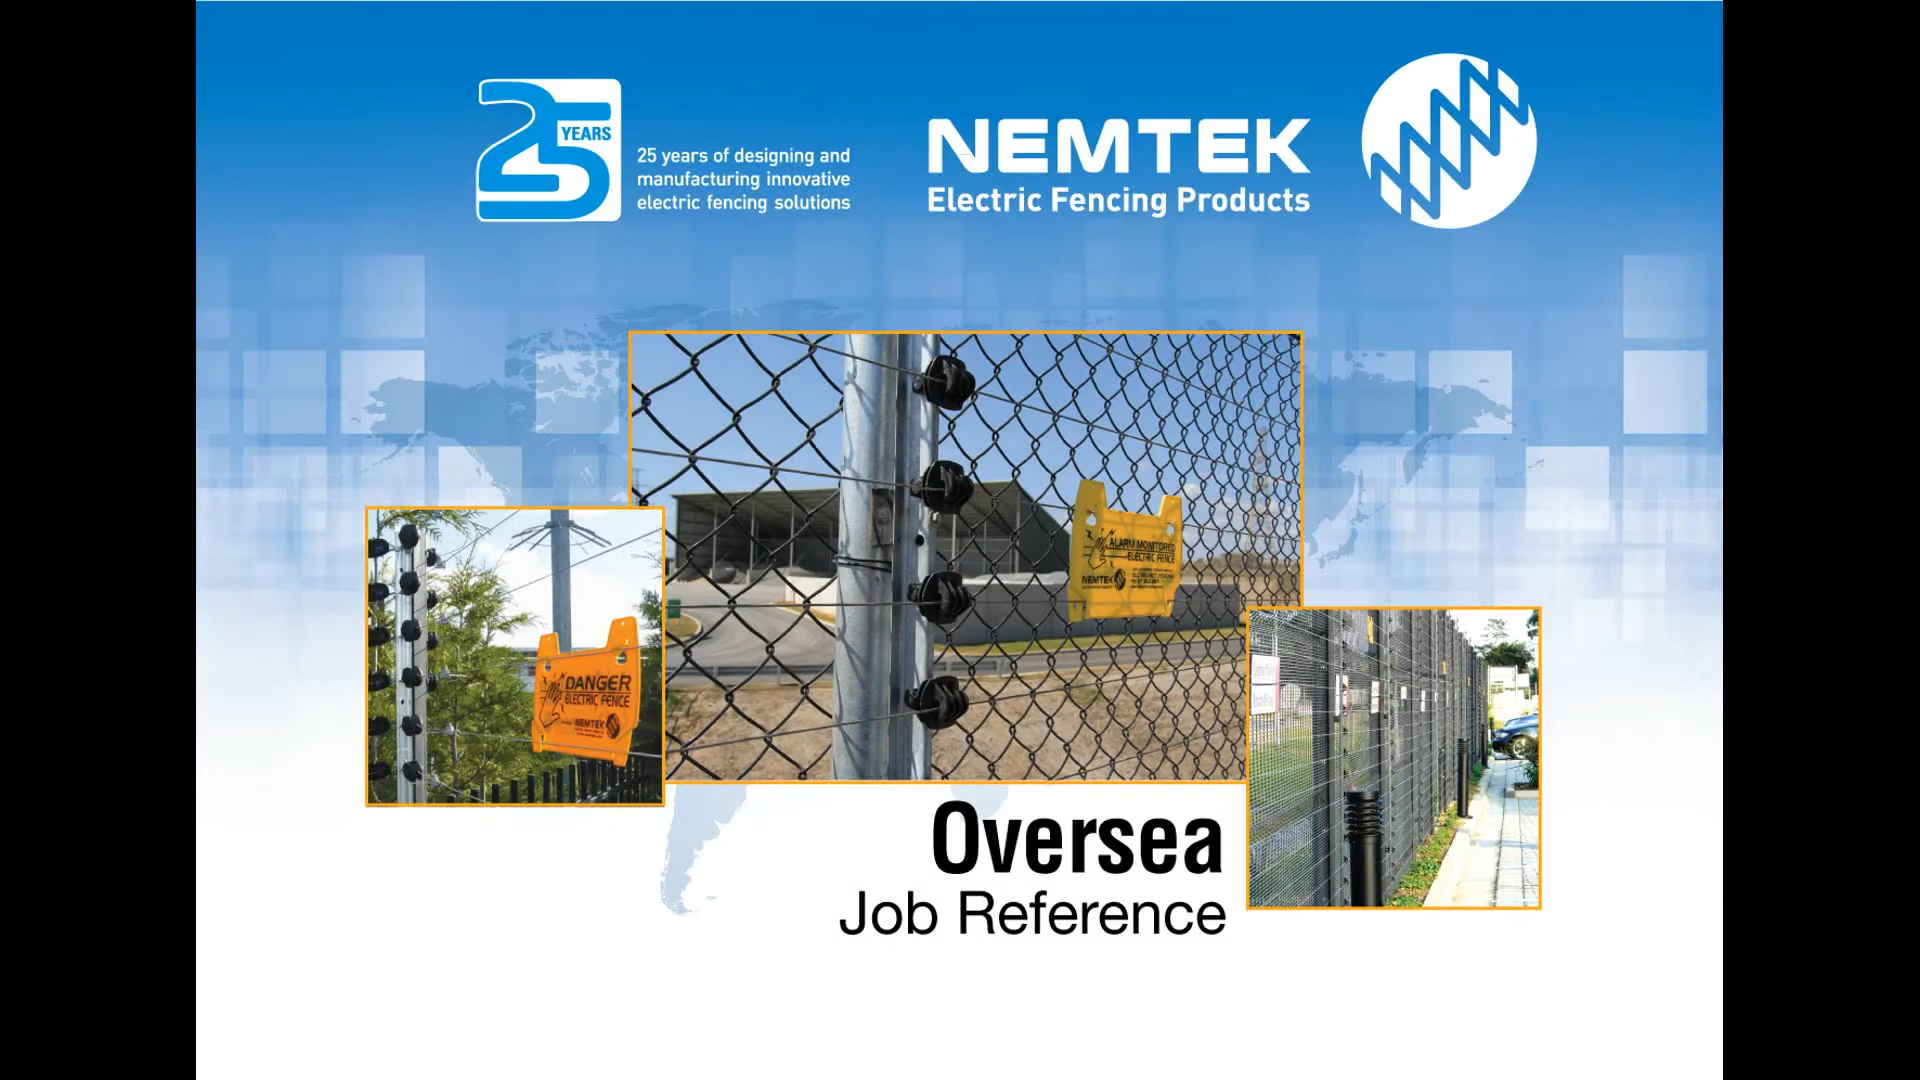 25
YEARS
25 years of designing and
manufacturing innovative
electric fencing solutions
NEMTEK
Electric Fencing Products
ALARM MONITORED
ELECTRIC FENCE
NEMTEK
DANGER
ELECTRIC FENCE
NEMTEK
Oversea
Job Reference